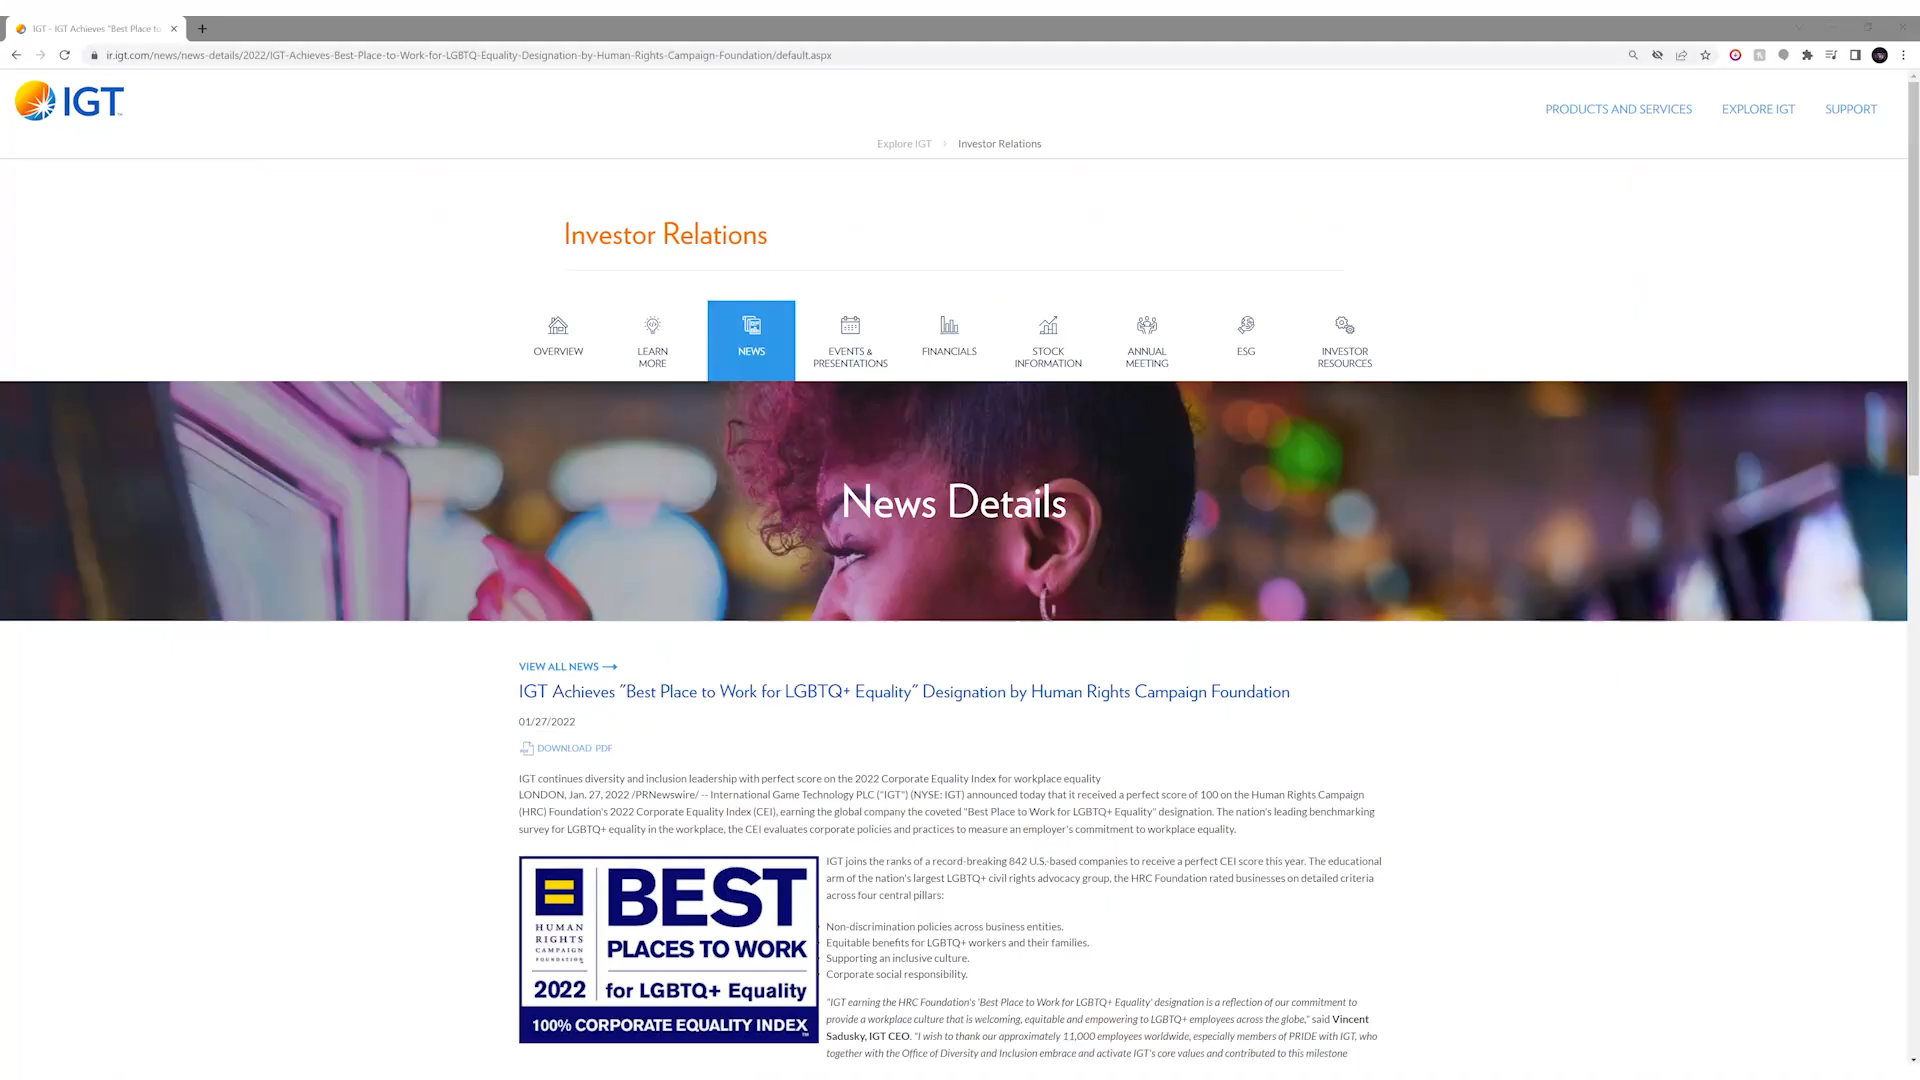 IGT - IGT Achieves "Best Place to
ir.igt.com/news/news-details/2022/IGT-Achieves-Best-Place-to-Work-for-LGBTQ-Equality-Designation-by-Human-Rights-Campaign-Foundation/default.aspx
IGT
PRODUCTS AND SERVICES EXPLORE IGT SUPPORT
Explore IGT > Investor Relations
Investor Relations
OVERVIEW
LEARN
MORE
NEWS
EVENTS &
PRESENTATIONS
FINANCIALS
STOCK
INFORMATION
ANNUAL
MEETING
ESG
INVESTOR
RESOURCES
News Details
VIEW ALL NEWS
IGT Achieves "Best Place to Work for LGBTQ+ Equality" Designation by Human Rights Campaign Foundation
01/27/2022
DOWNLOAD PDF
IGT continues diversity and inclusion leadership with perfect score on the 2022 Corporate Equality Index for workplace equality
LONDON, Jan. 27, 2022 /PRNewswire/ -- International Game Technology PLC ("IGT") (NYSE: IGT) announced today that it received a perfect score of 100 on the Human Rights Campaign
(HRC) Foundation's 2022 Corporate Equality Index (CEI), earning the global company the coveted "Best Place to Work for LGBTQ+ Equality" designation. The nation's leading benchmarking
survey for LGBTQ+ equality in the workplace, the CEI evaluates corporate policies and practices to measure an employer's commitment to workplace equality.
HUMAN
RIGHTS
CAMPAIGN
FOUNDATION
2022
BEST
PLACES TO WORK
for LGBTQ+ Equality
100% CORPORATE EQUALITY INDEX
IGT joins the ranks of a record-breaking 842 U.S.-based companies to receive a perfect CEI score this year. The educational
arm of the nation's largest LGBTQ+ civil rights advocacy group, the HRC Foundation rated businesses on detailed criteria
across four central pillars:
Non-discrimination policies across business entities.
Equitable benefits for LGBTQ+ workers and their families.
Supporting an inclusive culture.
Corporate social responsibility.
"IGT earning the HRC Foundation's 'Best Place to Work for LGBTQ+ Equality' designation is a reflection of our commitment to
provide a workplace culture that is welcoming, equitable and empowering to LGBTQ+ employees across the globe," said Vincent
Sadusky, IGT CEO. "I wish to thank our approximately 11,000 employees worldwide, especially members of PRIDE with IGT, who
together with the Office of Diversity and Inclusion embrace and activate IGT's core values and contributed to this milestone